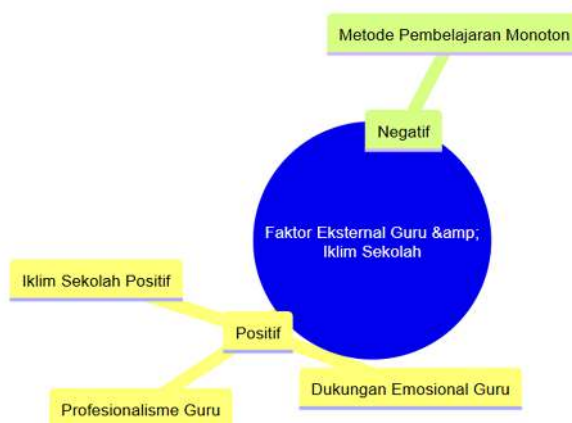 Metode Pembelajaran Monoton
Negatif
Faktor Eksternal Guru &amp;
Iklim Sekolah
Iklim Sekolah Positif
Positif
Dukungan Emosional Guru
Profesionalisme Guru